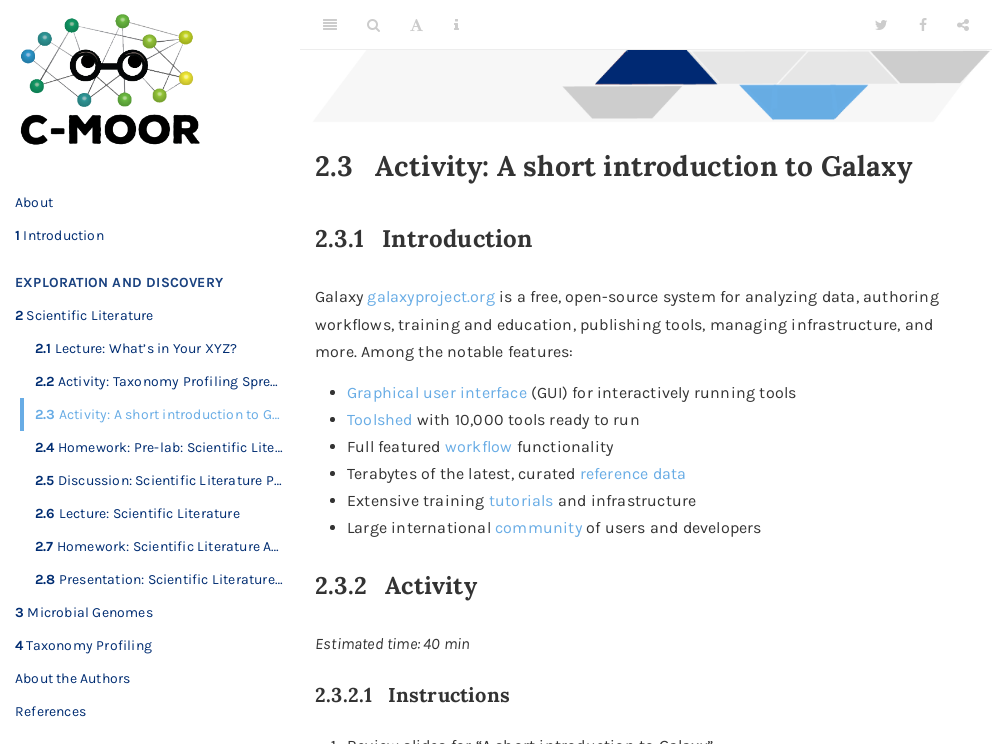 C-MOOR
About
1 Introduction
EXPLORATION AND DISCOVERY
2 Scientific Literature
2.1 Lecture: What's in Your XYZ?
2.2 Activity: Taxonomy Profiling Spre...
2.3 Activity: A short introduction to G...
2.4 Homework: Pre-lab: Scientific Lite...
2.5 Discussion: Scientific Literature P...
2.6 Lecture: Scientific Literature
2.7 Homework: Scientific Literature A...
2.8 Presentation: Scientific Literature...
3 Microbial Genomes
4 Taxonomy Profiling
About the Authors
References
2.3 Activity: A short introduction to Galaxy
2.3.1 Introduction
Galaxy galaxyproject.org is a free, open-source system for analyzing data, authoring
workflows, training and education, publishing tools, managing infrastructure, and
more. Among the notable features:
• Graphical user interface (GUI) for interactively running tools
• Toolshed with 10,000 tools ready to run
• Full featured workflow functionality
• Terabytes of the latest, curated reference data
• Extensive training tutorials and infrastructure
• Large international community of users and developers
2.3.2 Activity
Estimated time: 40 min
2.3.2.1 Instructions
1. Review slides for “A short introduction to Galaxy”